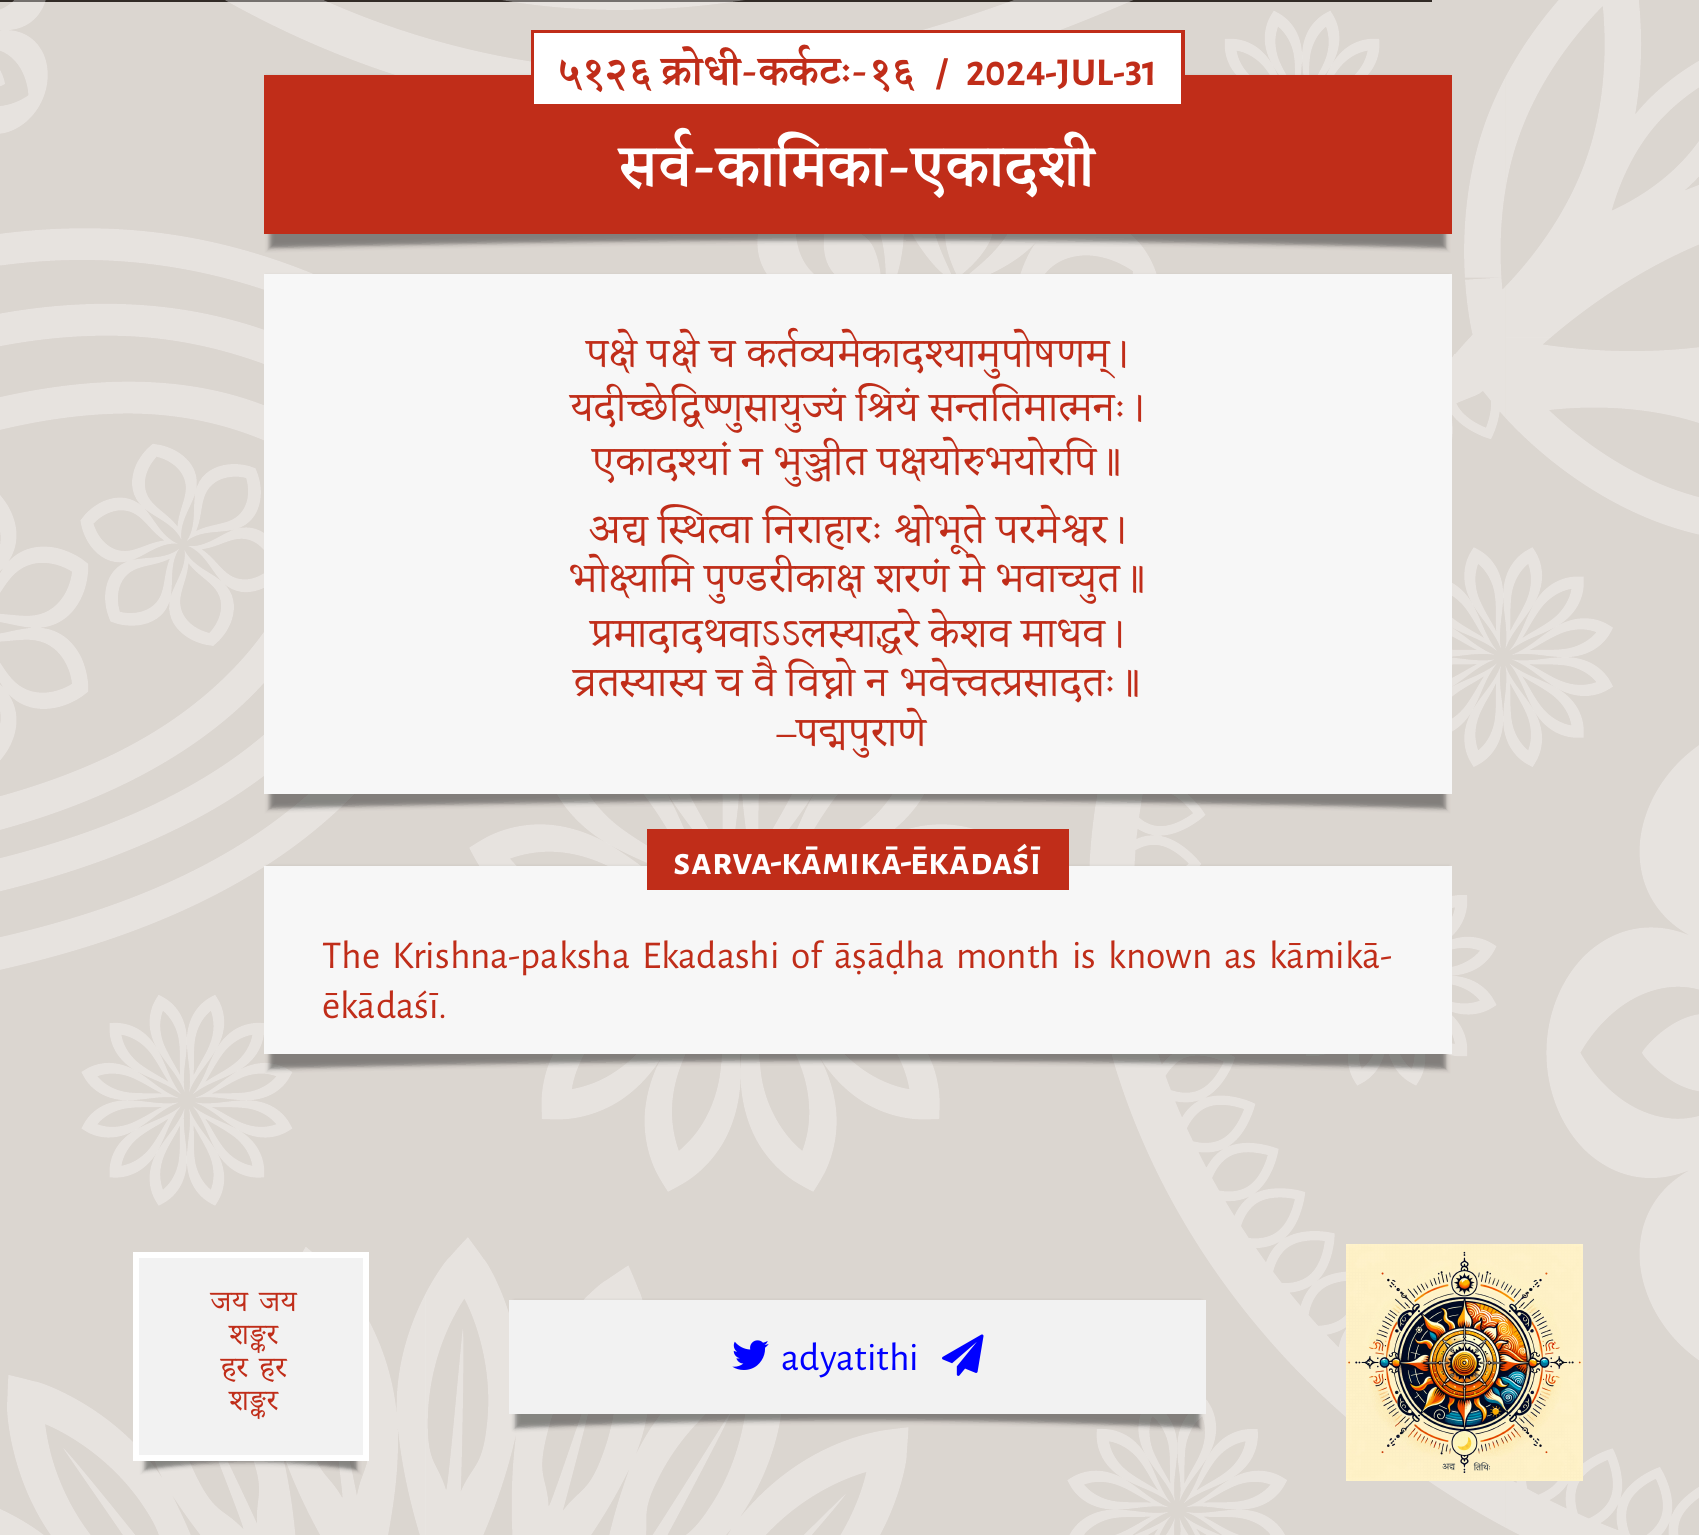 ५१२६ क्रोधी-कर्कटः-१६ / 2024-JUL-31
सर्व-कामिका-एकादशी
पक्षे पक्षे च कर्तव्यमेकादश्यामुपोषणम्।
यदीच्छेद्विष्णुसायुज्यं श्रियं सन्ततिमात्मनः।
एकादश्यां न भुञ्जीत पक्षयोरुभयोरपि॥
अद्य स्थित्वा निराहारः श्वोभूते परमेश्वर।
भोक्ष्यामि पुण्डरीकाक्ष शरणं मे भवाच्युत॥
प्रमादादथवाऽऽलस्याद्धरे केशव माधव।
व्रतस्यास्य च वै विघ्नो न भवेत्त्वत्प्रसादतः॥
–पद्मपुराणे
SARVA-KĀMIKĀ-ĒKĀDAŚĪ
The Krishna-paksha Ekadashi of āṣāḍha month is known as kāmikā-
ēkādaśī.
जय जय
शङ्कर
हर हर
शङ्कर
adyatithi
अद्य तिथिः